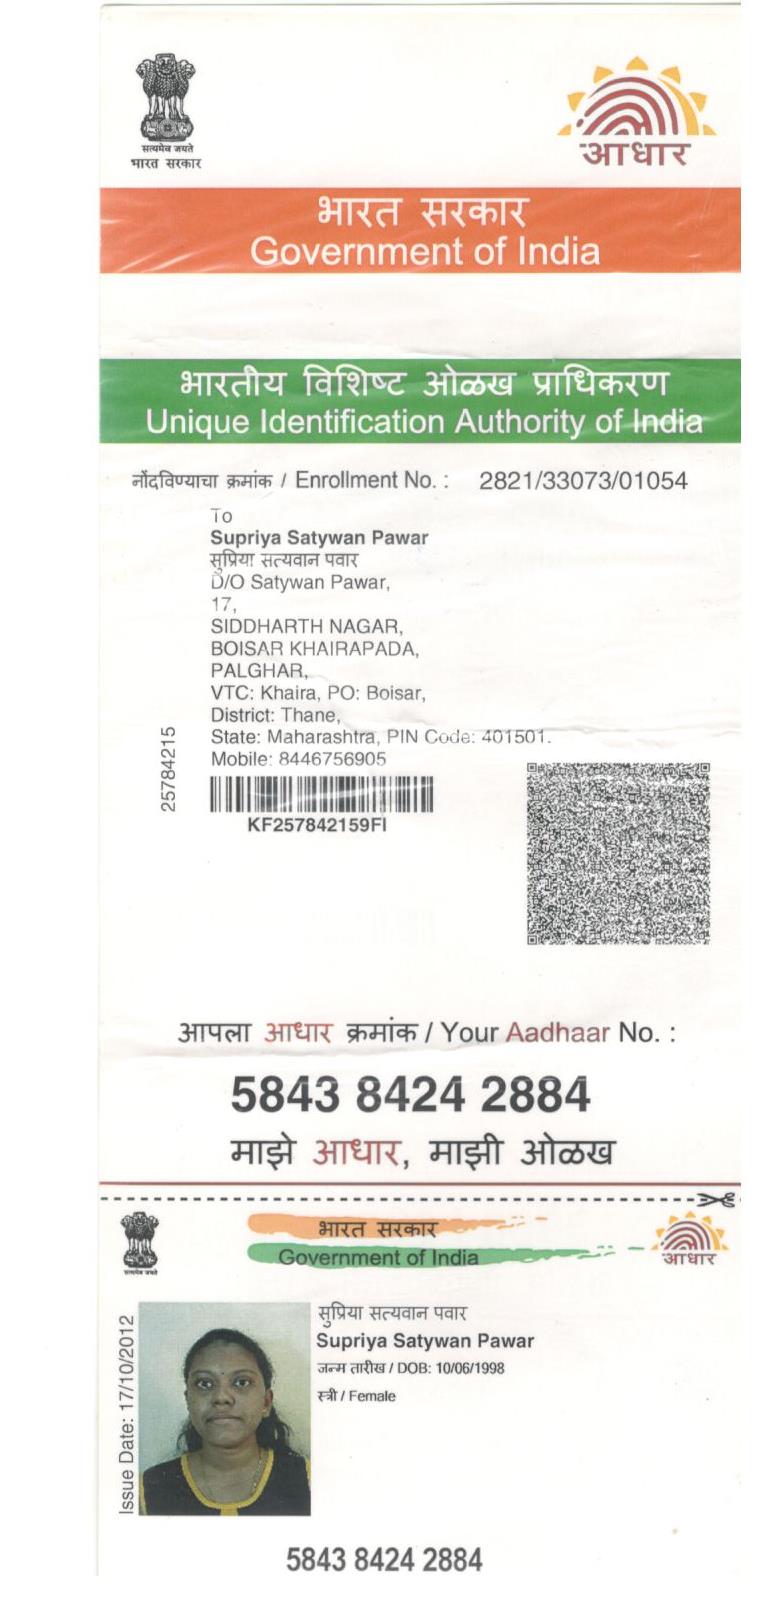 सत्यमेव जयते
भारत सरकार
आधार
भारत सरकार
Government of India
भारतीय विशिष्ट ओळख प्राधिकरण
Unique Identification Authority of India
नोंदविण्याचा क्रमांक / Enrollment No. : 2821/33073/01054
To
Supriya Satywan Pawar
सुप्रिया सत्यवान पवार
D/O Satywan Pawar,
17,
SIDDHARTH NAGAR,
BOISAR KHAIRAPADA,
PALGHAR,
VTC: Khaira, PO: Boisar,
District: Thane,
State: Maharashtra, PIN Code: 401501.
Mobile: 8446756905
25784215
KF257842159FI
आपला आधार क्रमांक / Your Aadhaar No. :
5843 8424 2884
माझे आधार, माझी ओळख
सत्यमेव जयते
भारत सरकार
Government of India
आधार
Issue Date: 17/10/2012
सुप्रिया सत्यवान पवार
Supriya Satywan Pawar
जन्म तारीख / DOB: 10/06/1998
स्त्री / Female
5843 8424 2884